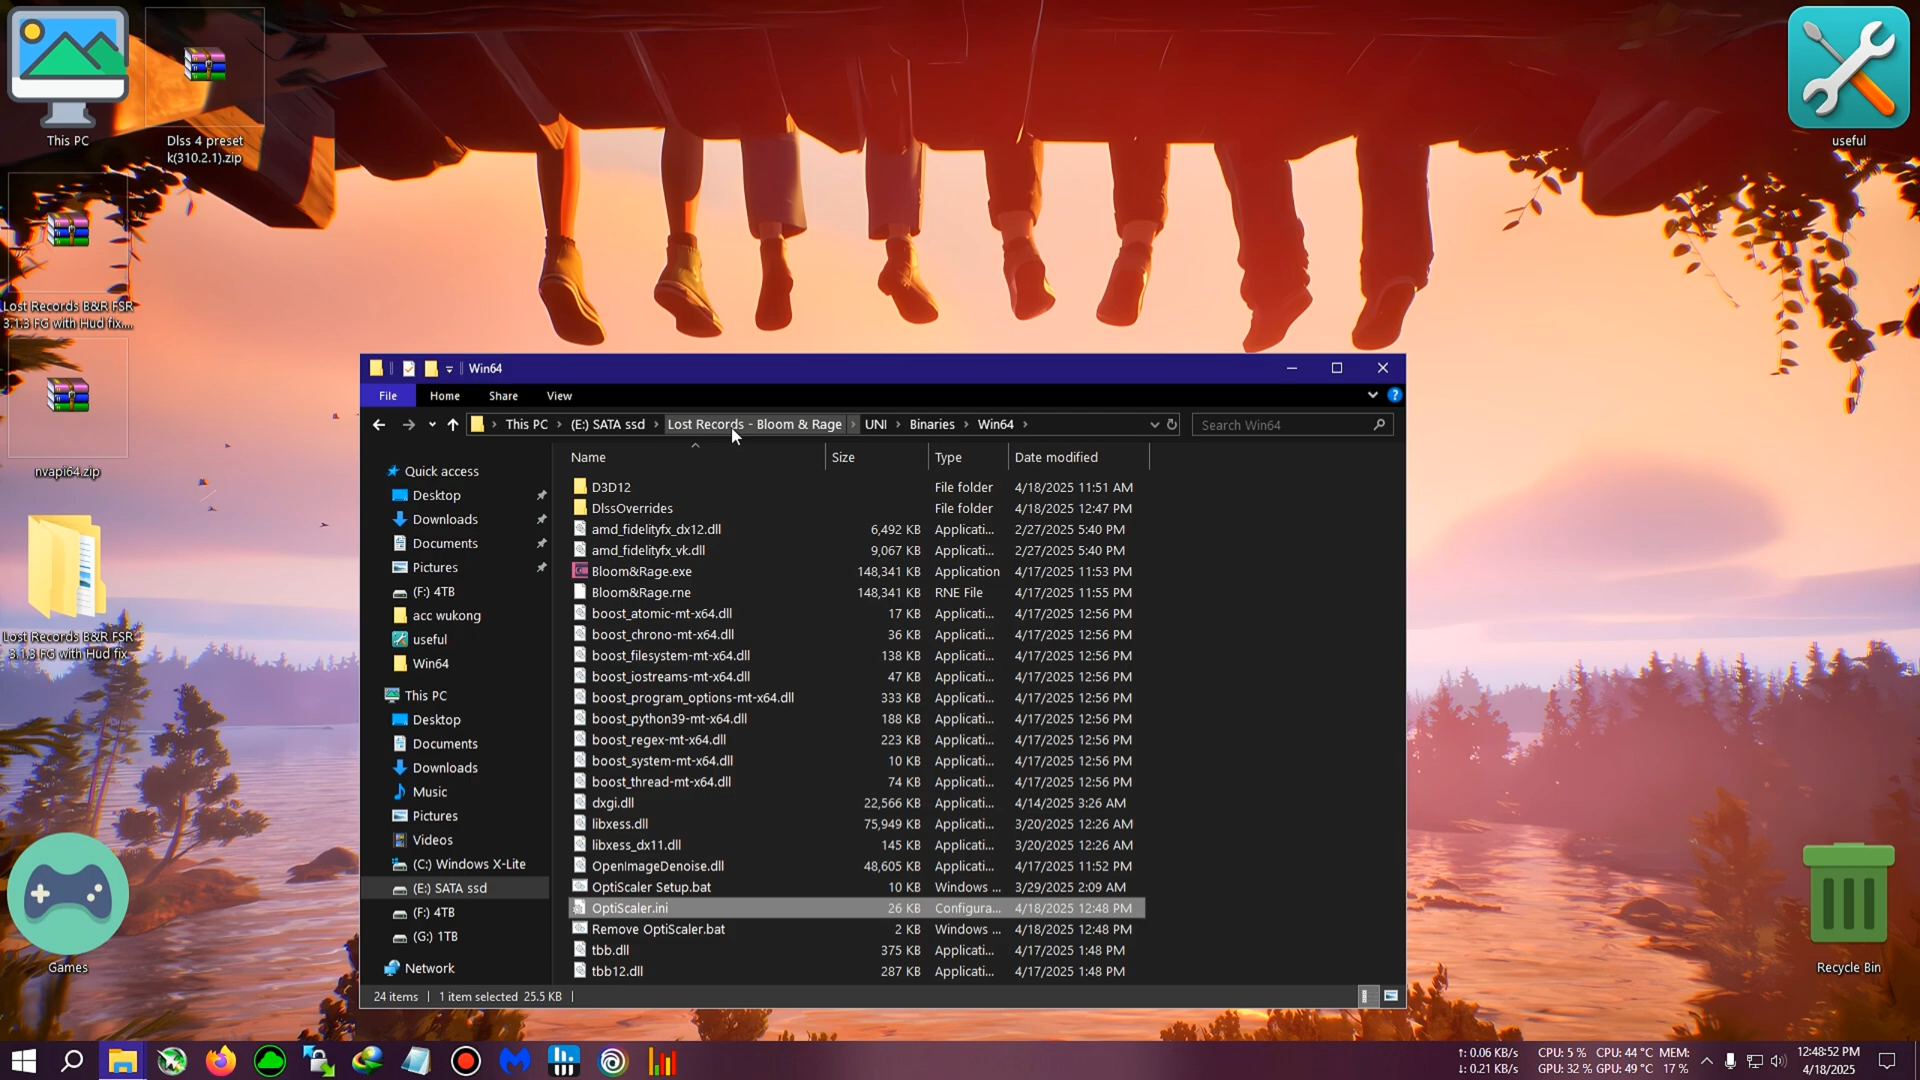 This PC
Dlss 4 preset
k(310.2.1).zip
Lost Records B&R FSR
3.1.3 FG with Hud fix....
nvapi64.zip
Lost Records B&R FSR
3.1.3 FG with Hud fix
Games
useful
Recycle Bin
Win64
File Home Share View
This PC (E:) SATA ssd Lost Records - Bloom & Rage UNI Binaries Win64
Search Win64
Quick access
Desktop
Downloads
Documents
Pictures
(F:) 4TB
acc wukong
useful
Win64
This PC
Desktop
Documents
Downloads
Music
Pictures
Videos
(C:) Windows X-Lite
(E:) SATA ssd
(F:) 4TB
(G:) 1TB
Network
Name Size Type Date modified
D3D12 File folder 4/18/2025 11:51 AM
DlssOverrides File folder 4/18/2025 12:47 PM
amd_fidelityfx_dx12.dll 6,492 KB Applicati... 2/27/2025 5:40 PM
amd_fidelityfx_vk.dll 9,067 KB Applicati... 2/27/2025 5:40 PM
Bloom&Rage.exe 148,341 KB Application 4/17/2025 11:53 PM
Bloom&Rage.rne 148,341 KB RNE File 4/17/2025 11:55 PM
boost_atomic-mt-x64.dll 17 KB Applicati... 4/17/2025 12:56 PM
boost_chrono-mt-x64.dll 36 KB Applicati... 4/17/2025 12:56 PM
boost_filesystem-mt-x64.dll 138 KB Applicati... 4/17/2025 12:56 PM
boost_iostreams-mt-x64.dll 47 KB Applicati... 4/17/2025 12:56 PM
boost_program_options-mt-x64.dll 333 KB Applicati... 4/17/2025 12:56 PM
boost_python39-mt-x64.dll 188 KB Applicati... 4/17/2025 12:56 PM
boost_regex-mt-x64.dll 223 KB Applicati... 4/17/2025 12:56 PM
boost_system-mt-x64.dll 10 KB Applicati... 4/17/2025 12:56 PM
boost_thread-mt-x64.dll 74 KB Applicati... 4/17/2025 12:56 PM
dxgi.dll 22,566 KB Applicati... 4/14/2025 3:26 AM
libxess.dll 75,949 KB Applicati... 3/20/2025 12:26 AM
libxess_dx11.dll 145 KB Applicati... 3/20/2025 12:26 AM
OpenImageDenoise.dll 48,605 KB Applicati... 4/17/2025 11:52 PM
OptiScaler Setup.bat 10 KB Windows ... 3/29/2025 2:09 AM
OptiScaler.ini 26 KB Configura... 4/18/2025 12:48 PM
Remove OptiScaler.bat 2 KB Windows ... 4/18/2025 12:48 PM
tbb.dll 375 KB Applicati... 4/17/2025 1:48 PM
tbb12.dll 287 KB Applicati... 4/17/2025 1:48 PM
24 items 1 item selected 25.5 KB
↑: 0.06 KB/s CPU: 5 % CPU: 44 °C MEM:
↓: 0.21 KB/s GPU: 32 % GPU: 49 °C 17 %
12:48:52 PM
4/18/2025